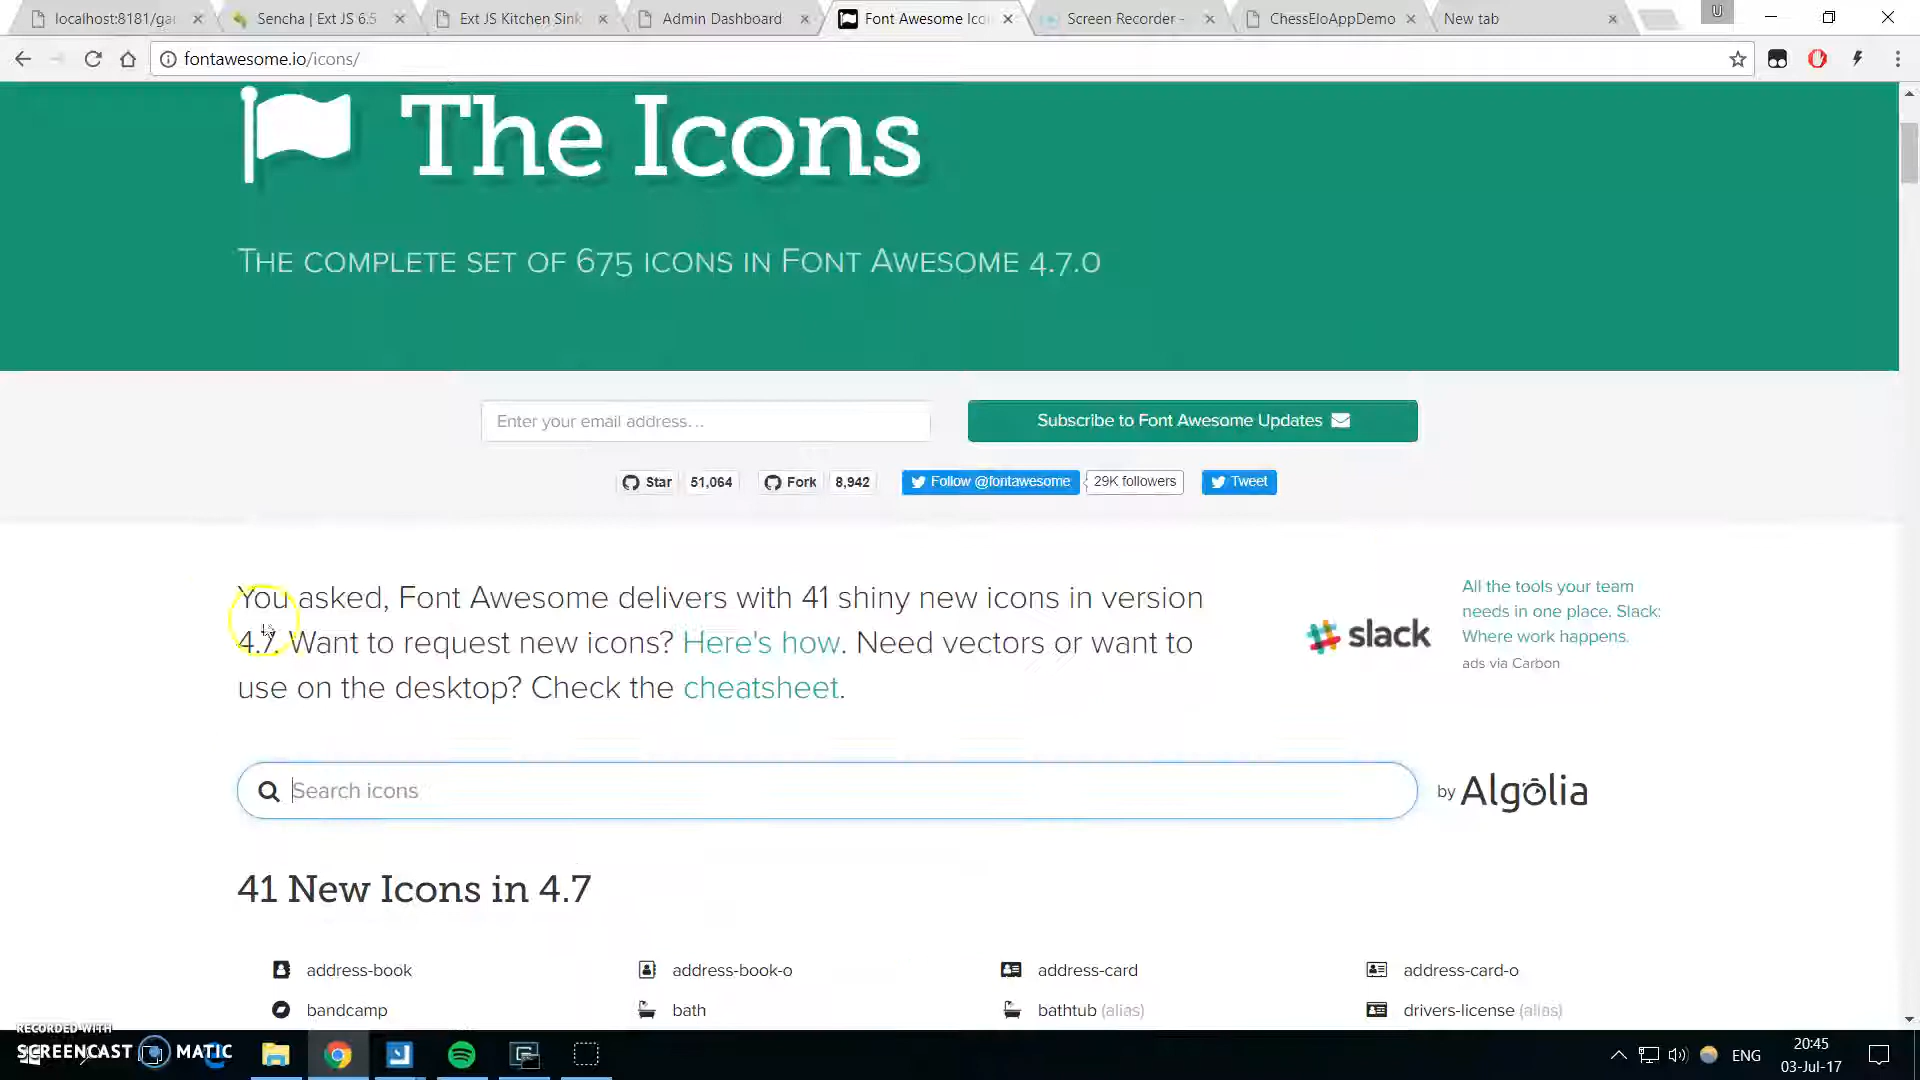 localhost:8181/ga
Sencha | Ext JS 6.5
Ext JS Kitchen Sink
Admin Dashboard
Font Awesome Ico
Screen Recorder -
ChessEloAppDemo
New tab
U
fontawesome.io/icons/
The Icons
THE COMPLETE SET OF 675 ICONS IN FONT AWESOME 4.7.0
Enter your email address...
Subscribe to Font Awesome Updates
Star 51,064 Fork 8,942 Follow @fontawesome 29K followers Tweet
You asked, Font Awesome delivers with 41 shiny new icons in version
4.7. Want to request new icons? Here's how. Need vectors or want to
use on the desktop? Check the cheatsheet.
slack
All the tools your team
needs in one place. Slack:
Where work happens.
ads via Carbon
Search icons
by Algolia
41 New Icons in 4.7
address-book address-book-o address-card address-card-o
bandcamp bath bathtub (alias) drivers-license (alias)
RECORDED WITH
SCREENCAST MATIC
ENG
20:45
03-Jul-17